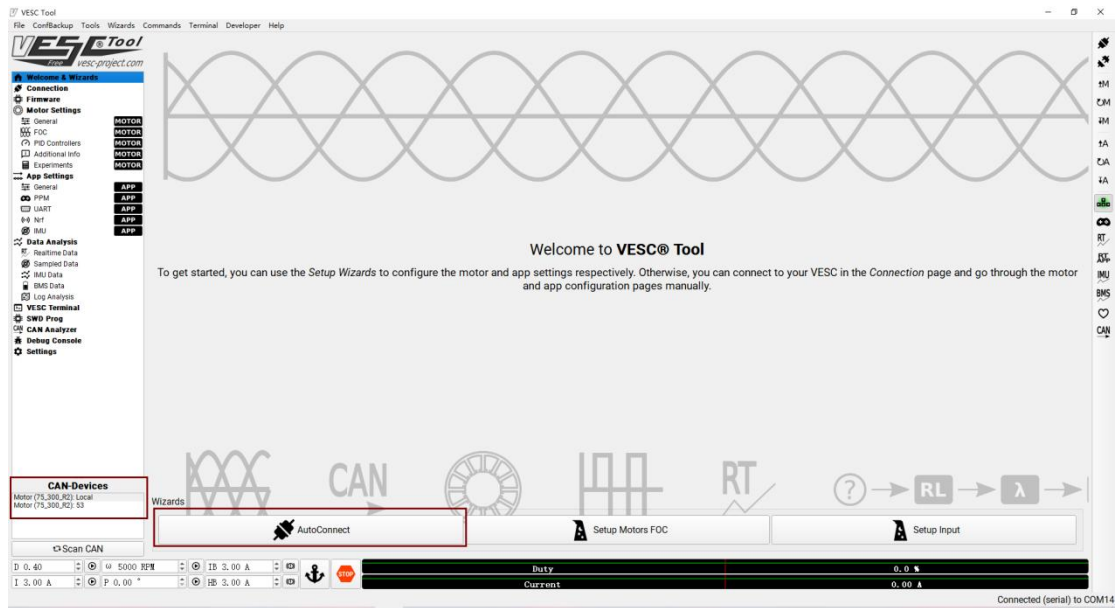 VESC Tool
File ConfBackup Tools Wizards Commands Terminal Developer Help
VESC ® Tool
Free vesc-project.com
Welcome & Wizards
Connection
Firmware
Motor Settings
General MOTOR
FOC MOTOR
PID Controllers MOTOR
Additional Info MOTOR
Experiments MOTOR
App Settings
General APP
PPM APP
UART APP
Nrf APP
IMU APP
Data Analysis
Realtime Data
Sampled Data
IMU Data
BMS Data
Log Analysis
VESC Terminal
SWD Prog
CAN Analyzer
Debug Console
Settings
Welcome to VESC® Tool
To get started, you can use the Setup Wizards to configure the motor and app settings respectively. Otherwise, you can connect to your VESC in the Connection page and go through the motor
and app configuration pages manually.
CAN-Devices
Motor (75_300_R2): Local
Motor (75_300_R2): 53
Scan CAN
CAN
RT
?
RL
λ
Wizards
AutoConnect
Setup Motors FOC
Setup Input
D 0.40
ω 5000 RPM
IB 3.00 A
I 3.00 A
P 0.00 °
HB 3.00 A
STOP
Duty 0.0 %
Current 0.00 A
Connected (serial) to COM14
M
M
M
A
A
A
RT
RT
APP
IMU
BMS
CAN